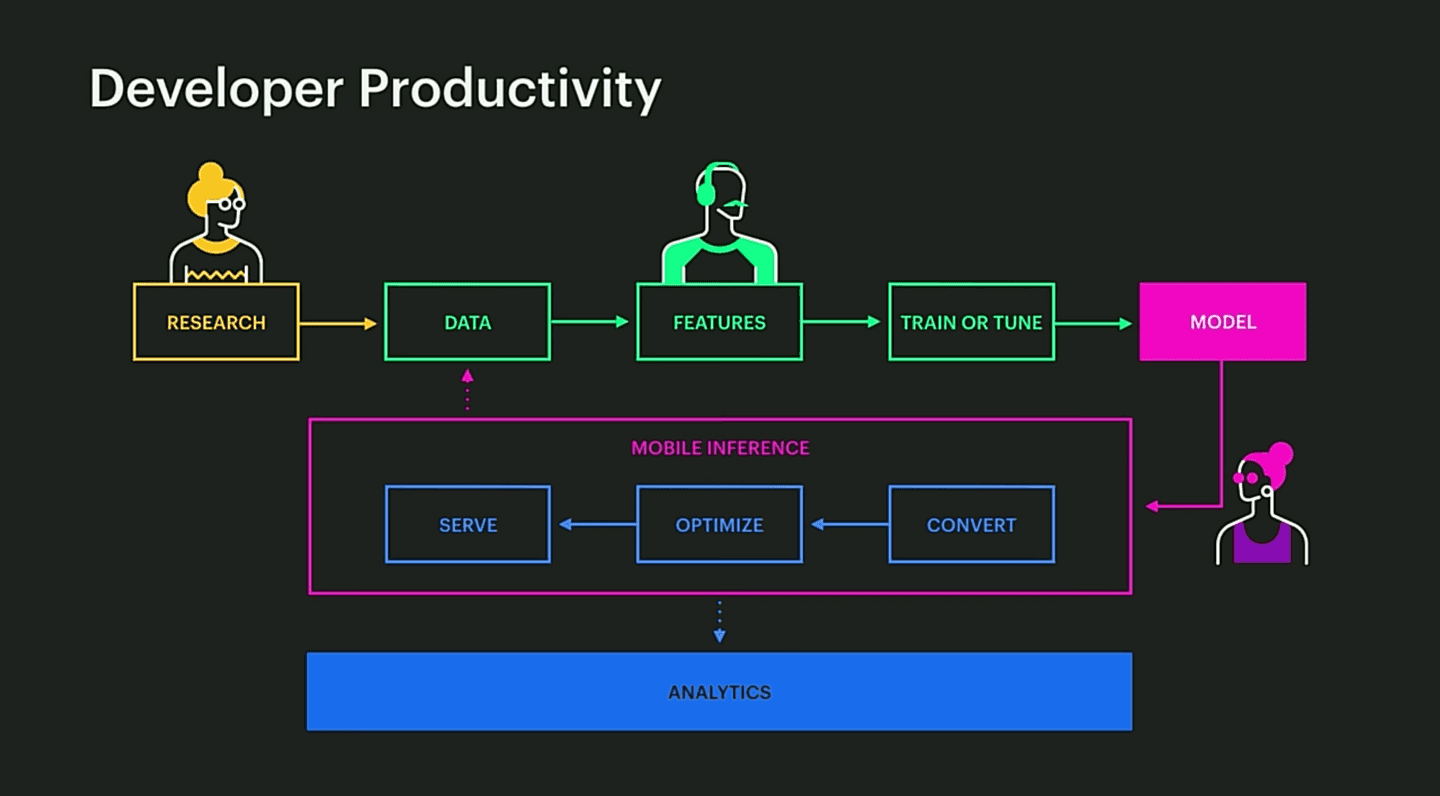 Developer Productivity
RESEARCH
DATA
FEATURES
TRAIN OR TUNE
MODEL
MOBILE INFERENCE
SERVE
OPTIMIZE
CONVERT
ANALYTICS